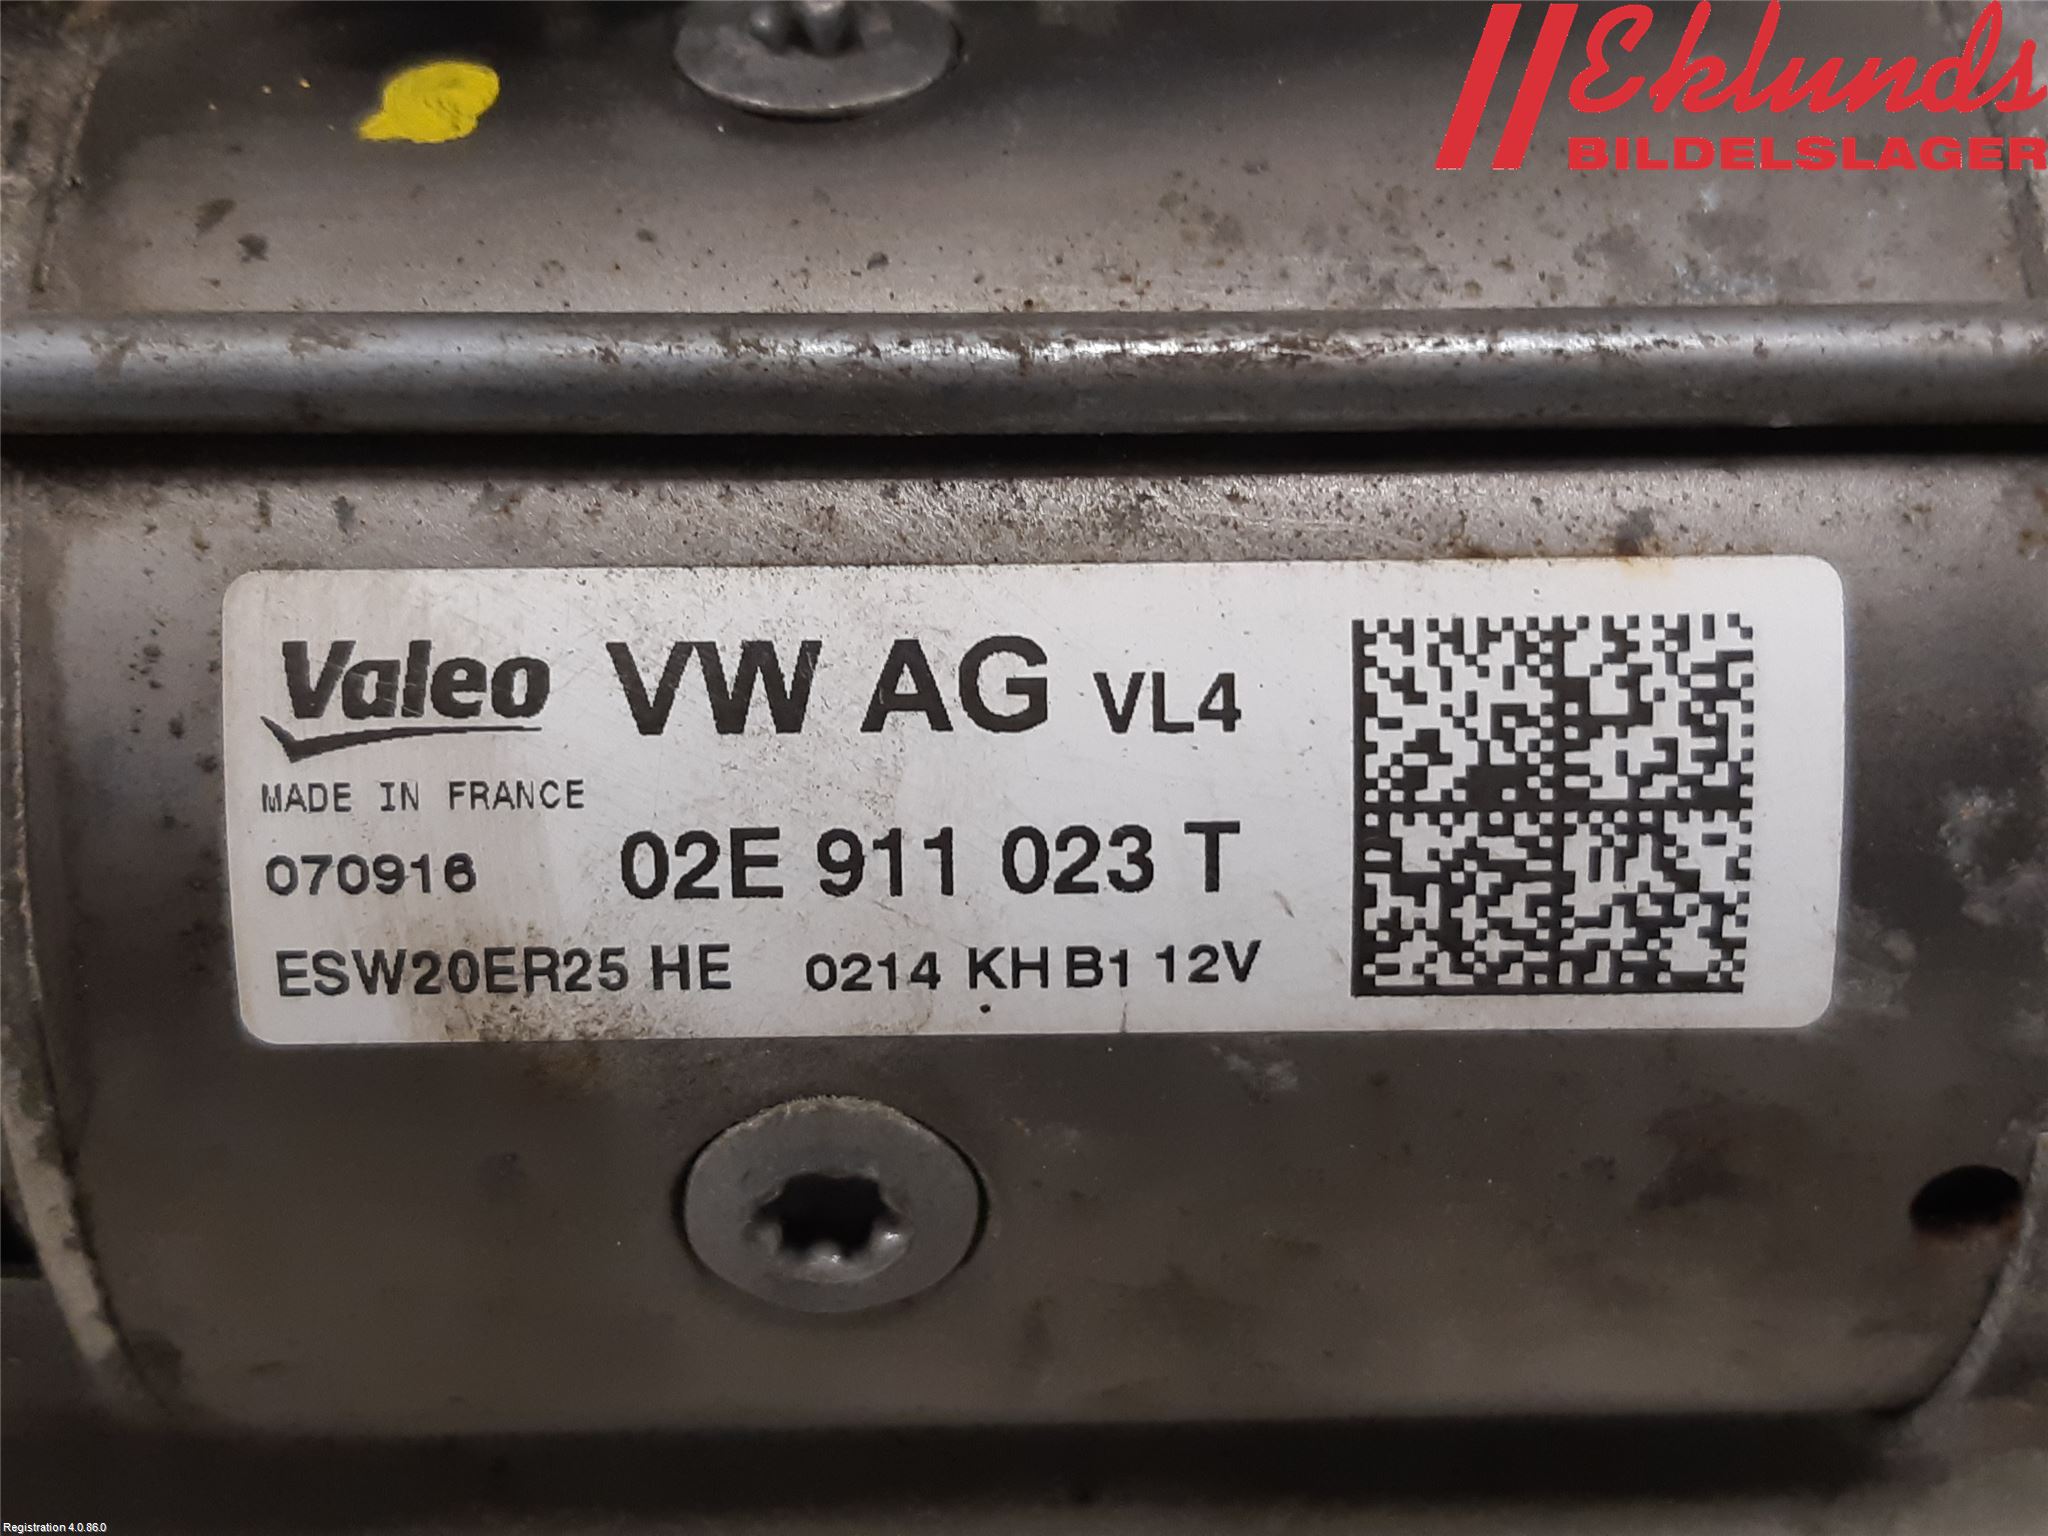 Eklunds
BILDELSLAGER
Valeo VW AG VL4
MADE IN FRANCE
070916 02E 911 023 T
ESW20ER25 HE 0214 KH B1 12V
Registration 4.0.86.0